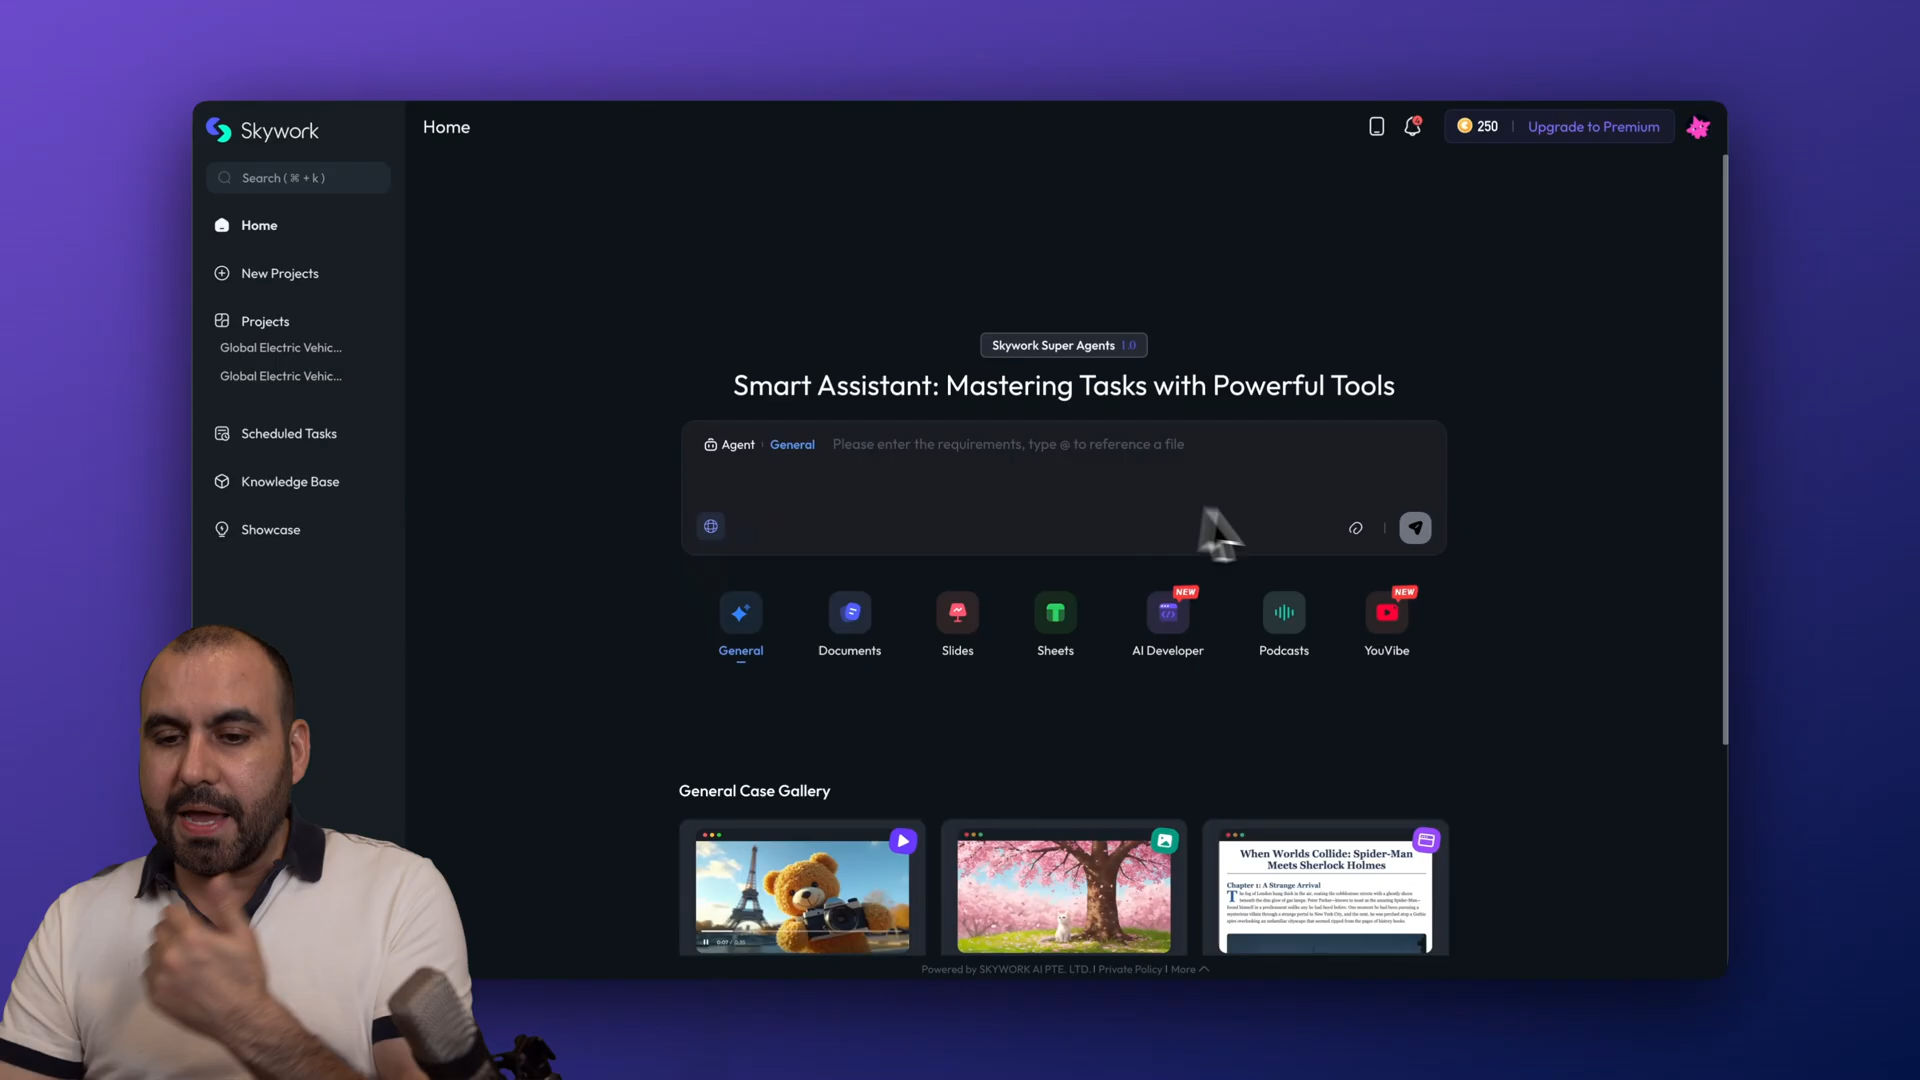 Skywork
Home
250
Upgrade to Premium
Search ( ⌘ + k )
Home
New Projects
Projects
Global Electric Vehic...
Global Electric Vehic...
Scheduled Tasks
Knowledge Base
Showcase
Skywork Super Agents 1.0
Smart Assistant: Mastering Tasks with Powerful Tools
Agent
General
Please enter the requirements, type @ to reference a file
NEW
NEW
General
Documents
Slides
Sheets
AI Developer
Podcasts
YouVibe
General Case Gallery
When Worlds Collide: Spider-Man
Meets Sherlock Holmes
Chapter 1: A Strange Arrival
Powered by SKYWORK AI PTE. LTD. | Private Policy | More